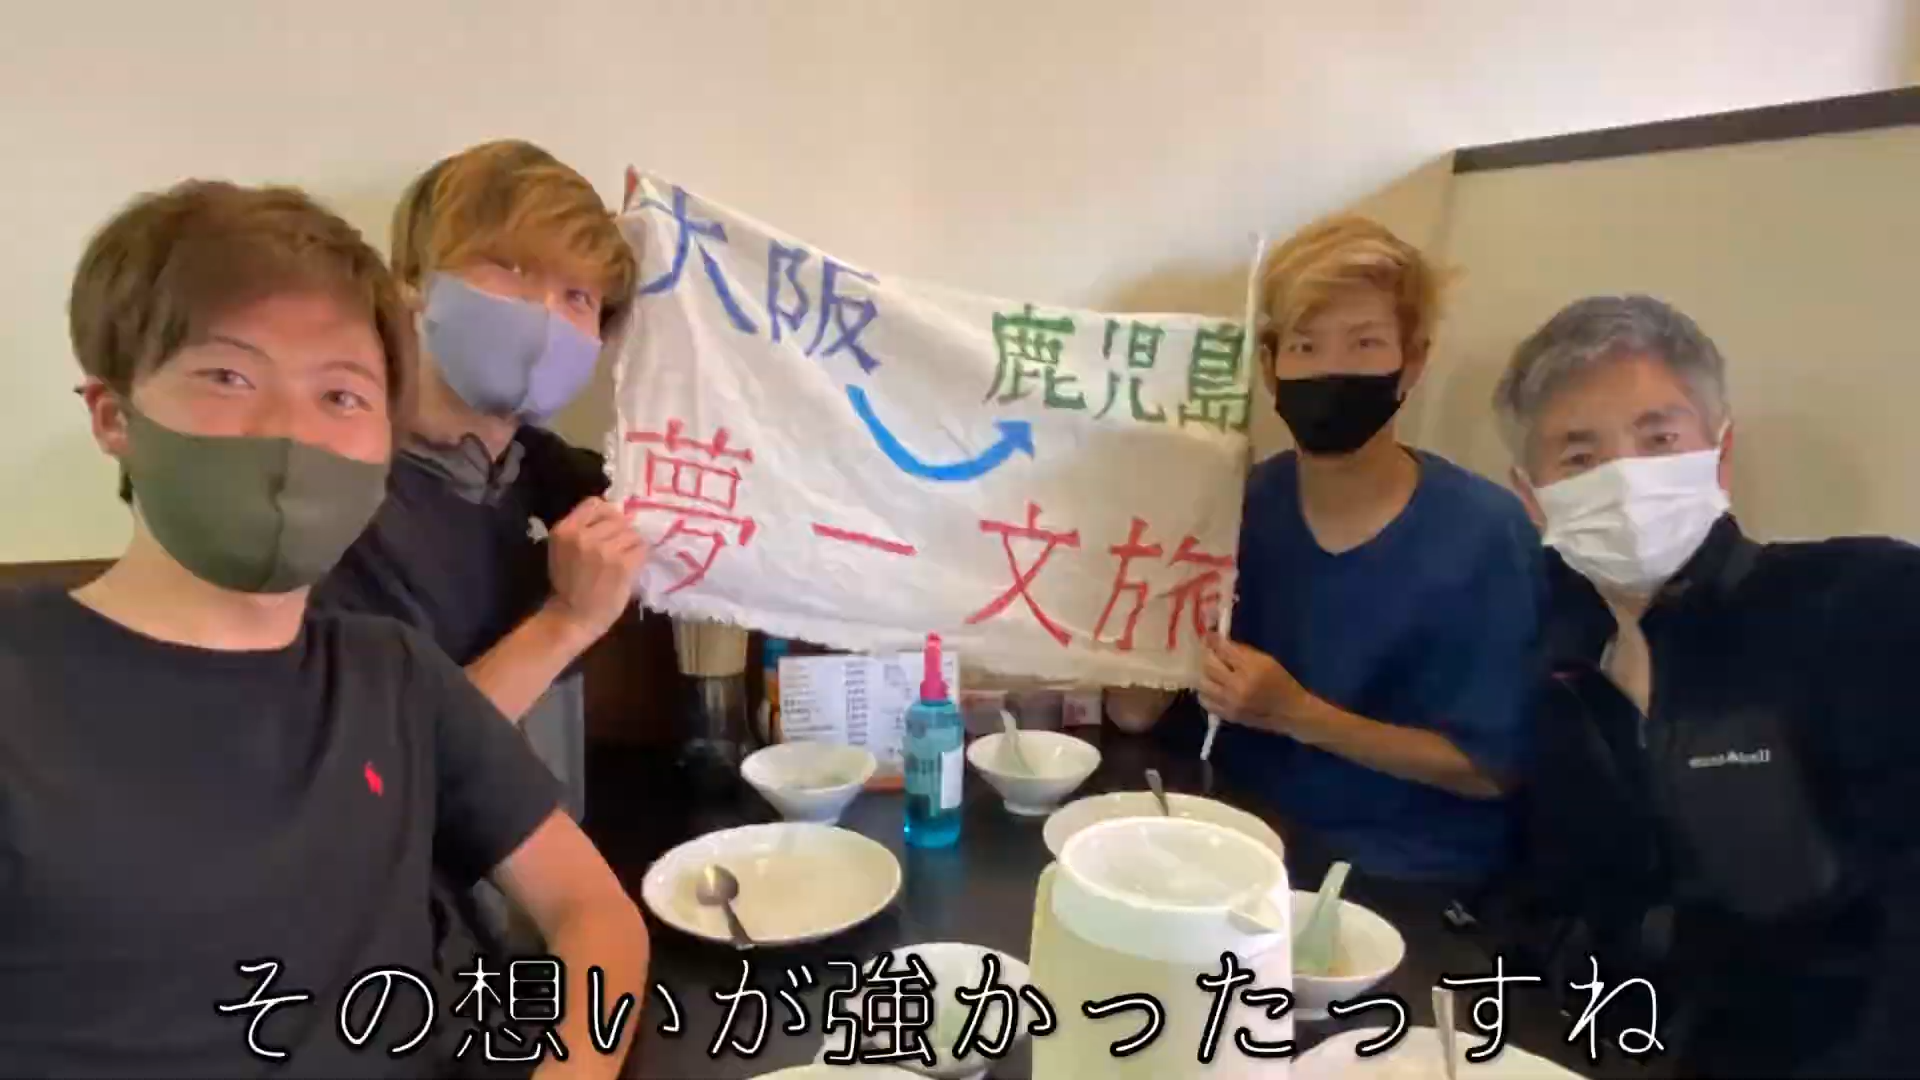 大阪
鹿児島
夢一文旅
その想いが強かったっすね